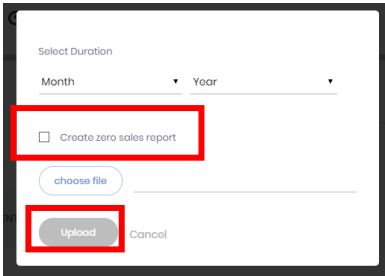 Select Duration
Month Year
Create zero sales report
choose file
Upload Cancel